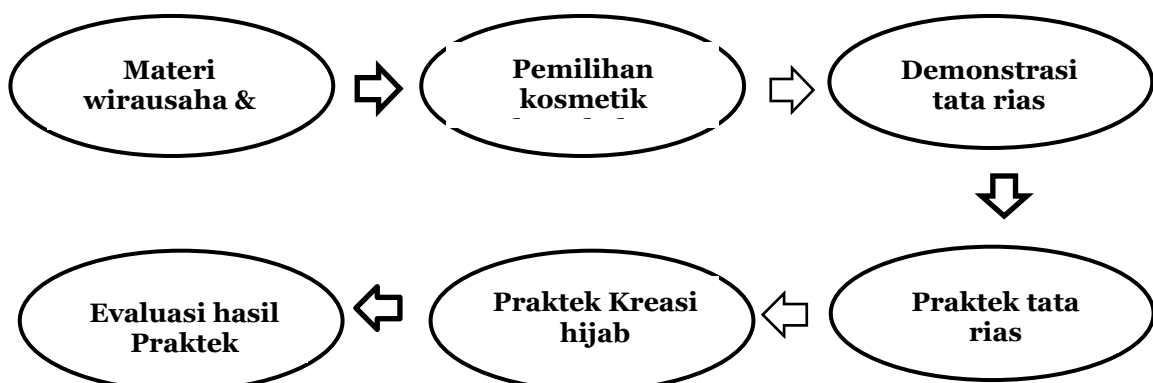 Materi
wirausaha &
Pemilihan
kosmetik
Demonstrasi
tata rias
Praktek tata
rias
Praktek Kreasi
hijab
Evaluasi hasil
Praktek